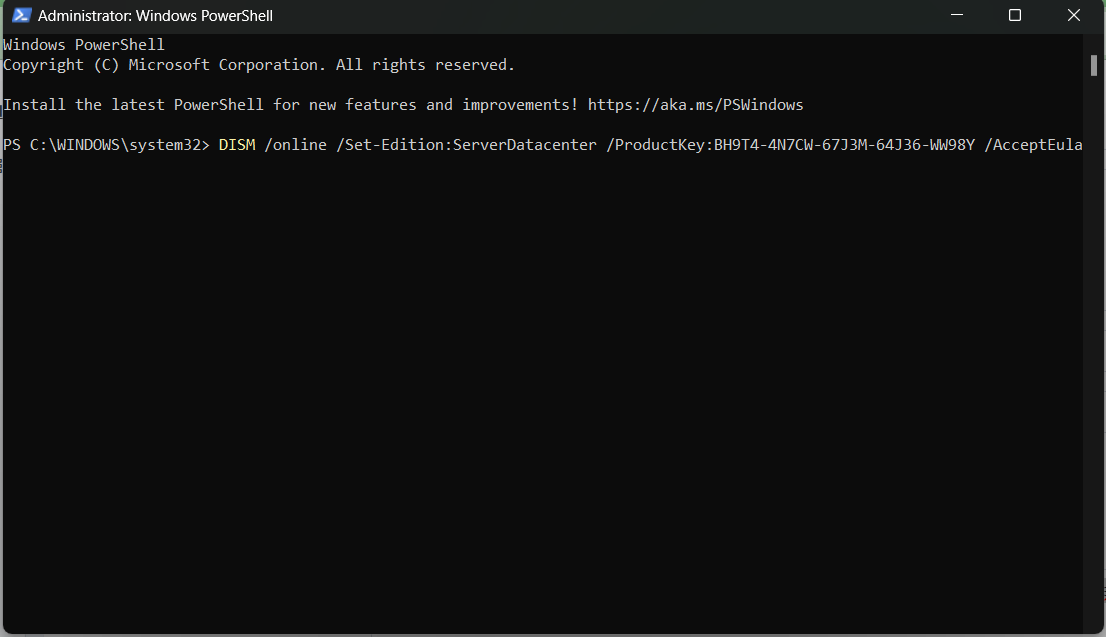 Administrator: Windows PowerShell
Windows PowerShell
Copyright (C) Microsoft Corporation. All rights reserved.
Install the latest PowerShell for new features and improvements! https://aka.ms/PSWindows
PS C:\WINDOWS\system32> DISM /online /Set-Edition:ServerDatacenter /ProductKey:BH9T4-4N7CW-67J3M-64J36-WW98Y /AcceptEula